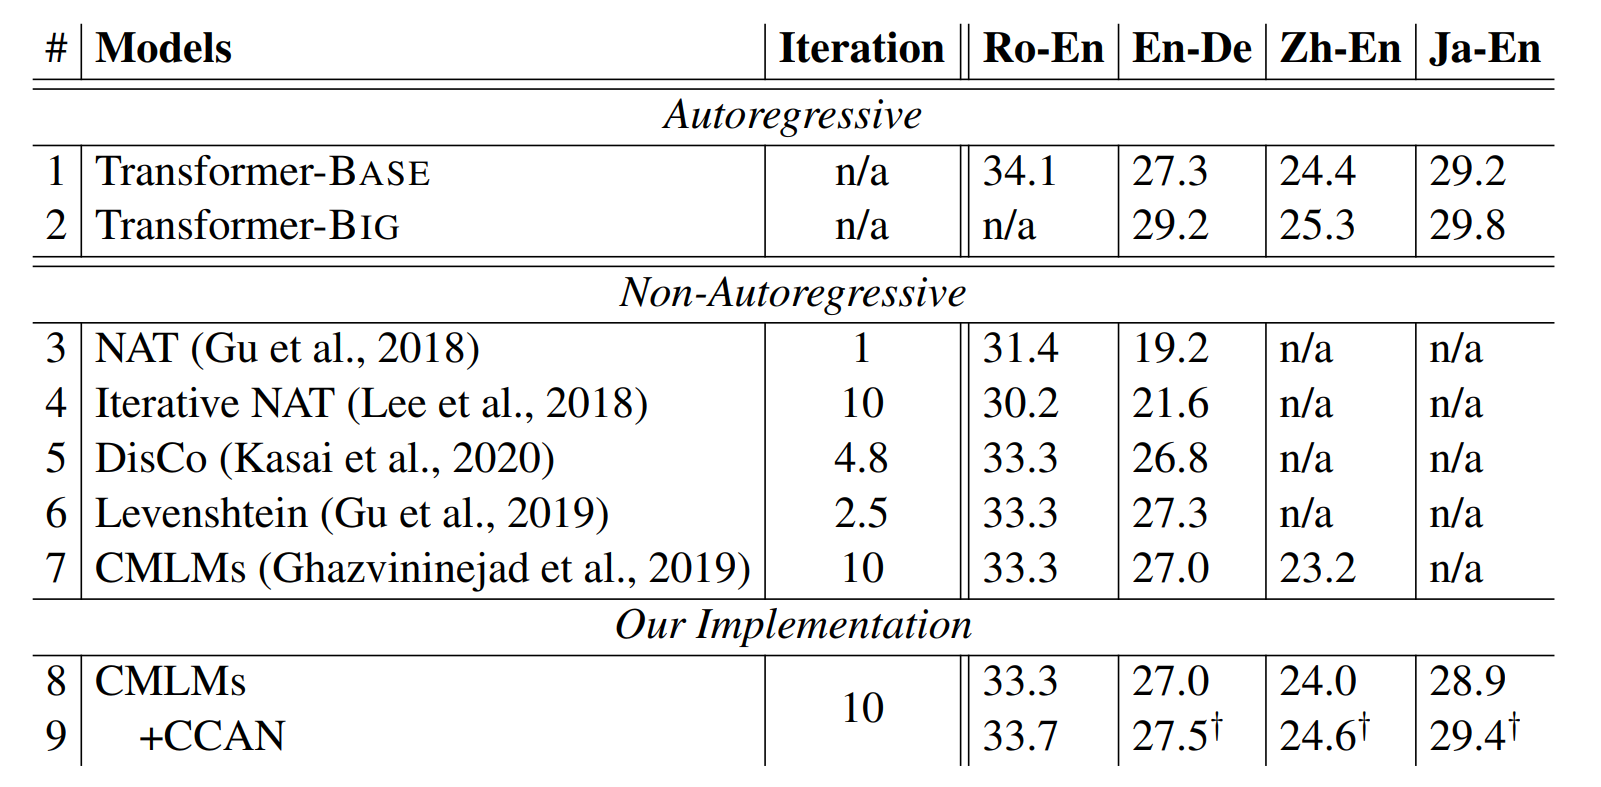 # Models Iteration Ro-En En-De Zh-En Ja-En
Autoregressive
1 Transformer-BASE n/a 34.1 27.3 24.4 29.2
2 Transformer-BIG n/a n/a 29.2 25.3 29.8
Non-Autoregressive
3 NAT (Gu et al., 2018) 1 31.4 19.2 n/a n/a
4 Iterative NAT (Lee et al., 2018) 10 30.2 21.6 n/a n/a
5 DisCo (Kasai et al., 2020) 4.8 33.3 26.8 n/a n/a
6 Levenshtein (Gu et al., 2019) 2.5 33.3 27.3 n/a n/a
7 CMLMs (Ghazvininejad et al., 2019) 10 33.3 27.0 23.2 n/a
Our Implementation
8 CMLMs 10 33.3 27.0 24.0 28.9
9 +CCAN 33.7 27.5† 24.6† 29.4†